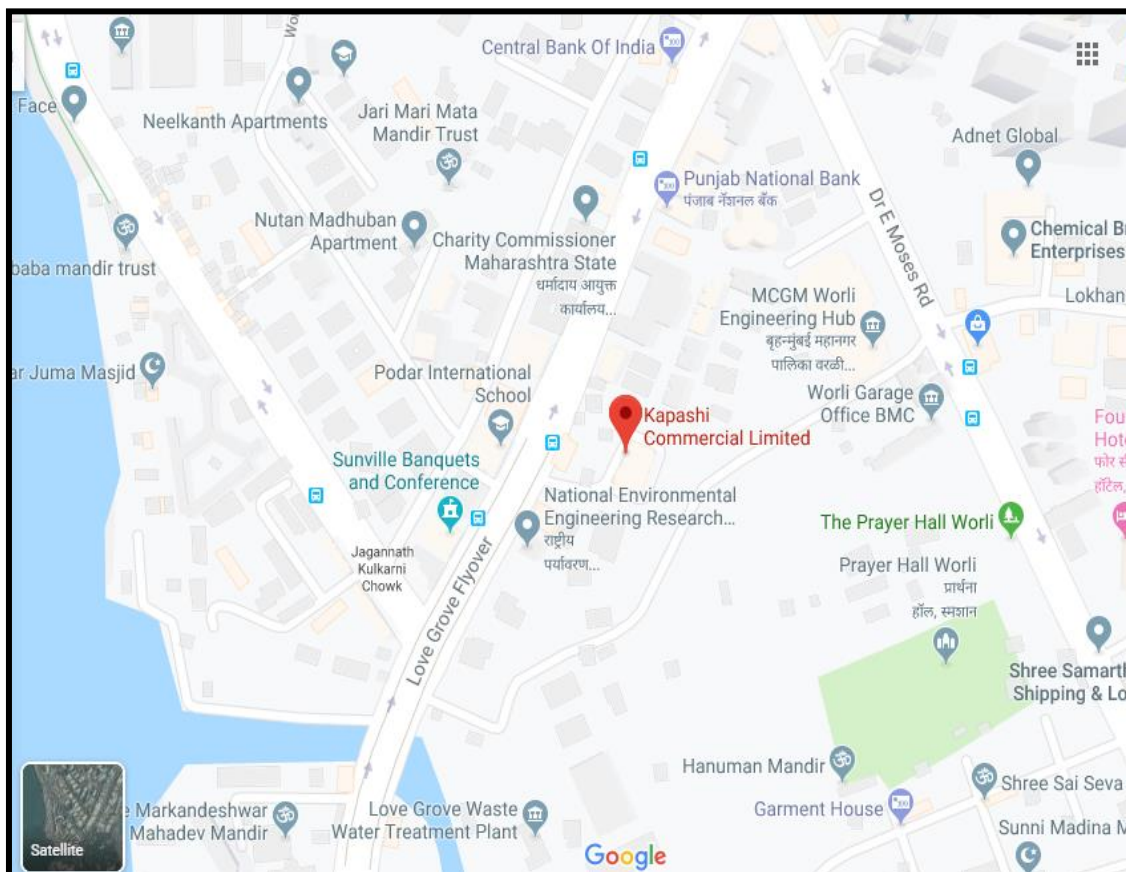 Wor
Central Bank Of India
Face
Neelkanth Apartments
Jari Mari Mata
Mandir Trust
Adnet Global
Punjab National Bank
पंजाब नॅशनल बँक
Dr E Moses Rd
Nutan Madhuban
Apartment
Charity Commissioner
Maharashtra State
धर्मादाय आयुक्त
कार्यालय...
Chemical Br
Enterprises
baba mandir trust
MCGM Worli
Engineering Hub
बृहन्मुंबई महानगर
पालिका वरळी...
Lokhan
ar Juma Masjid
Podar International
School
Worli Garage
Office BMC
Kapashi
Commercial Limited
Fou
Hote
फोर सी
हॉटेल,
Sunville Banquets
and Conference
National Environmental
Engineering Research...
राष्ट्रीय
पर्यावरण...
The Prayer Hall Worli
Jagannath
Kulkarni
Chowk
Prayer Hall Worli
प्रार्थना
हॉल, स्मशान
Love Grove Flyover
Shree Samarth
Shipping & Lo
Hanuman Mandir
Shree Sai Seva
Garment House
e Markandeshwar
Mahadev Mandir
Love Grove Waste
Water Treatment Plant
Sunni Madina M
Satellite
Google